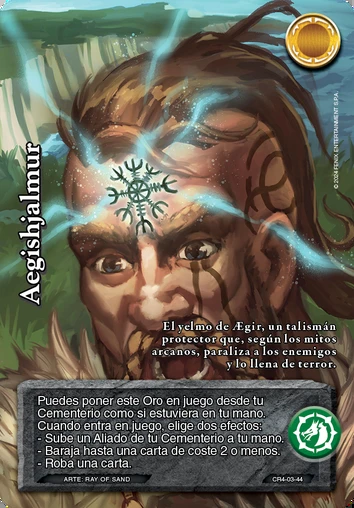 © 2024 FENIX ENTERTAINMENT S.P.A.
Aegishjalmur
El yelmo de Ægir, un talismán
protector que, según los mitos
arcanos, paraliza a los enemigos
y lo llena de terror.
Puedes poner este Oro en juego desde tu
Cementerio como si estuviera en tu mano.
Cuando entra en juego, elige dos efectos:
- Sube un Aliado de tu Cementerio a tu mano.
- Baraja hasta una carta de coste 2 o menos.
- Roba una carta.
ARTE: RAY OF SAND
CR4-03-44